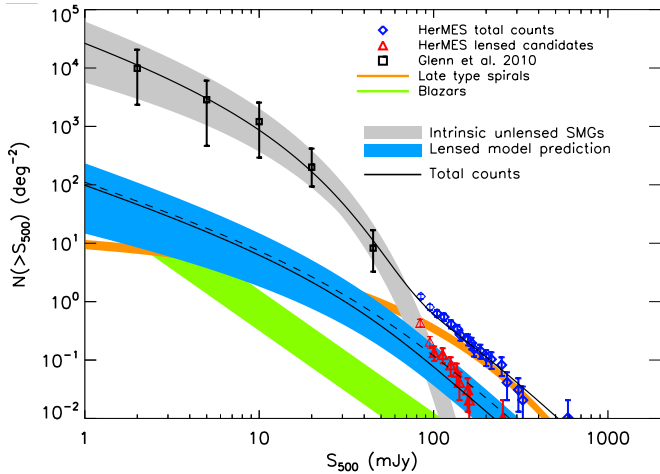 HerMES total counts
HerMES lensed candidates
Glenn et al. 2010
Late type spirals
Blazars
Intrinsic unlensed SMGs
Lensed model prediction
Total counts
N(>S500) (deg-2)
10^5
10^4
10^3
10^2
10^1
10^0
10^-1
10^-2
1 10 100 1000
S500 (mJy)